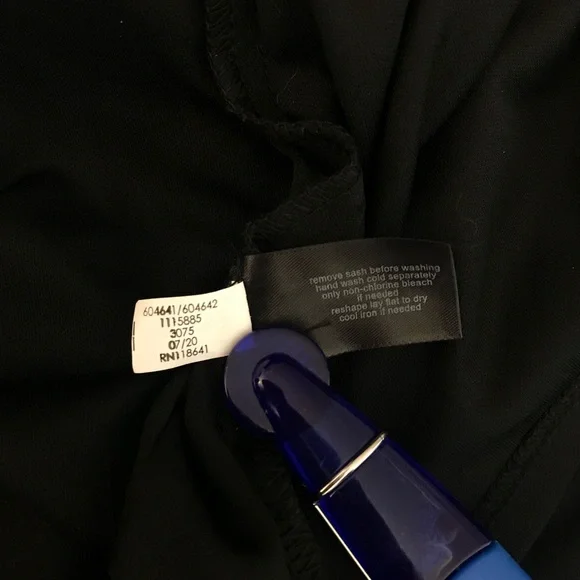 604641/604642
1115885
3075
07/20
RN118641
remove sash before washing
hand wash cold separately
only non-chlorine bleach
if needed
reshape lay flat to dry
cool iron if needed